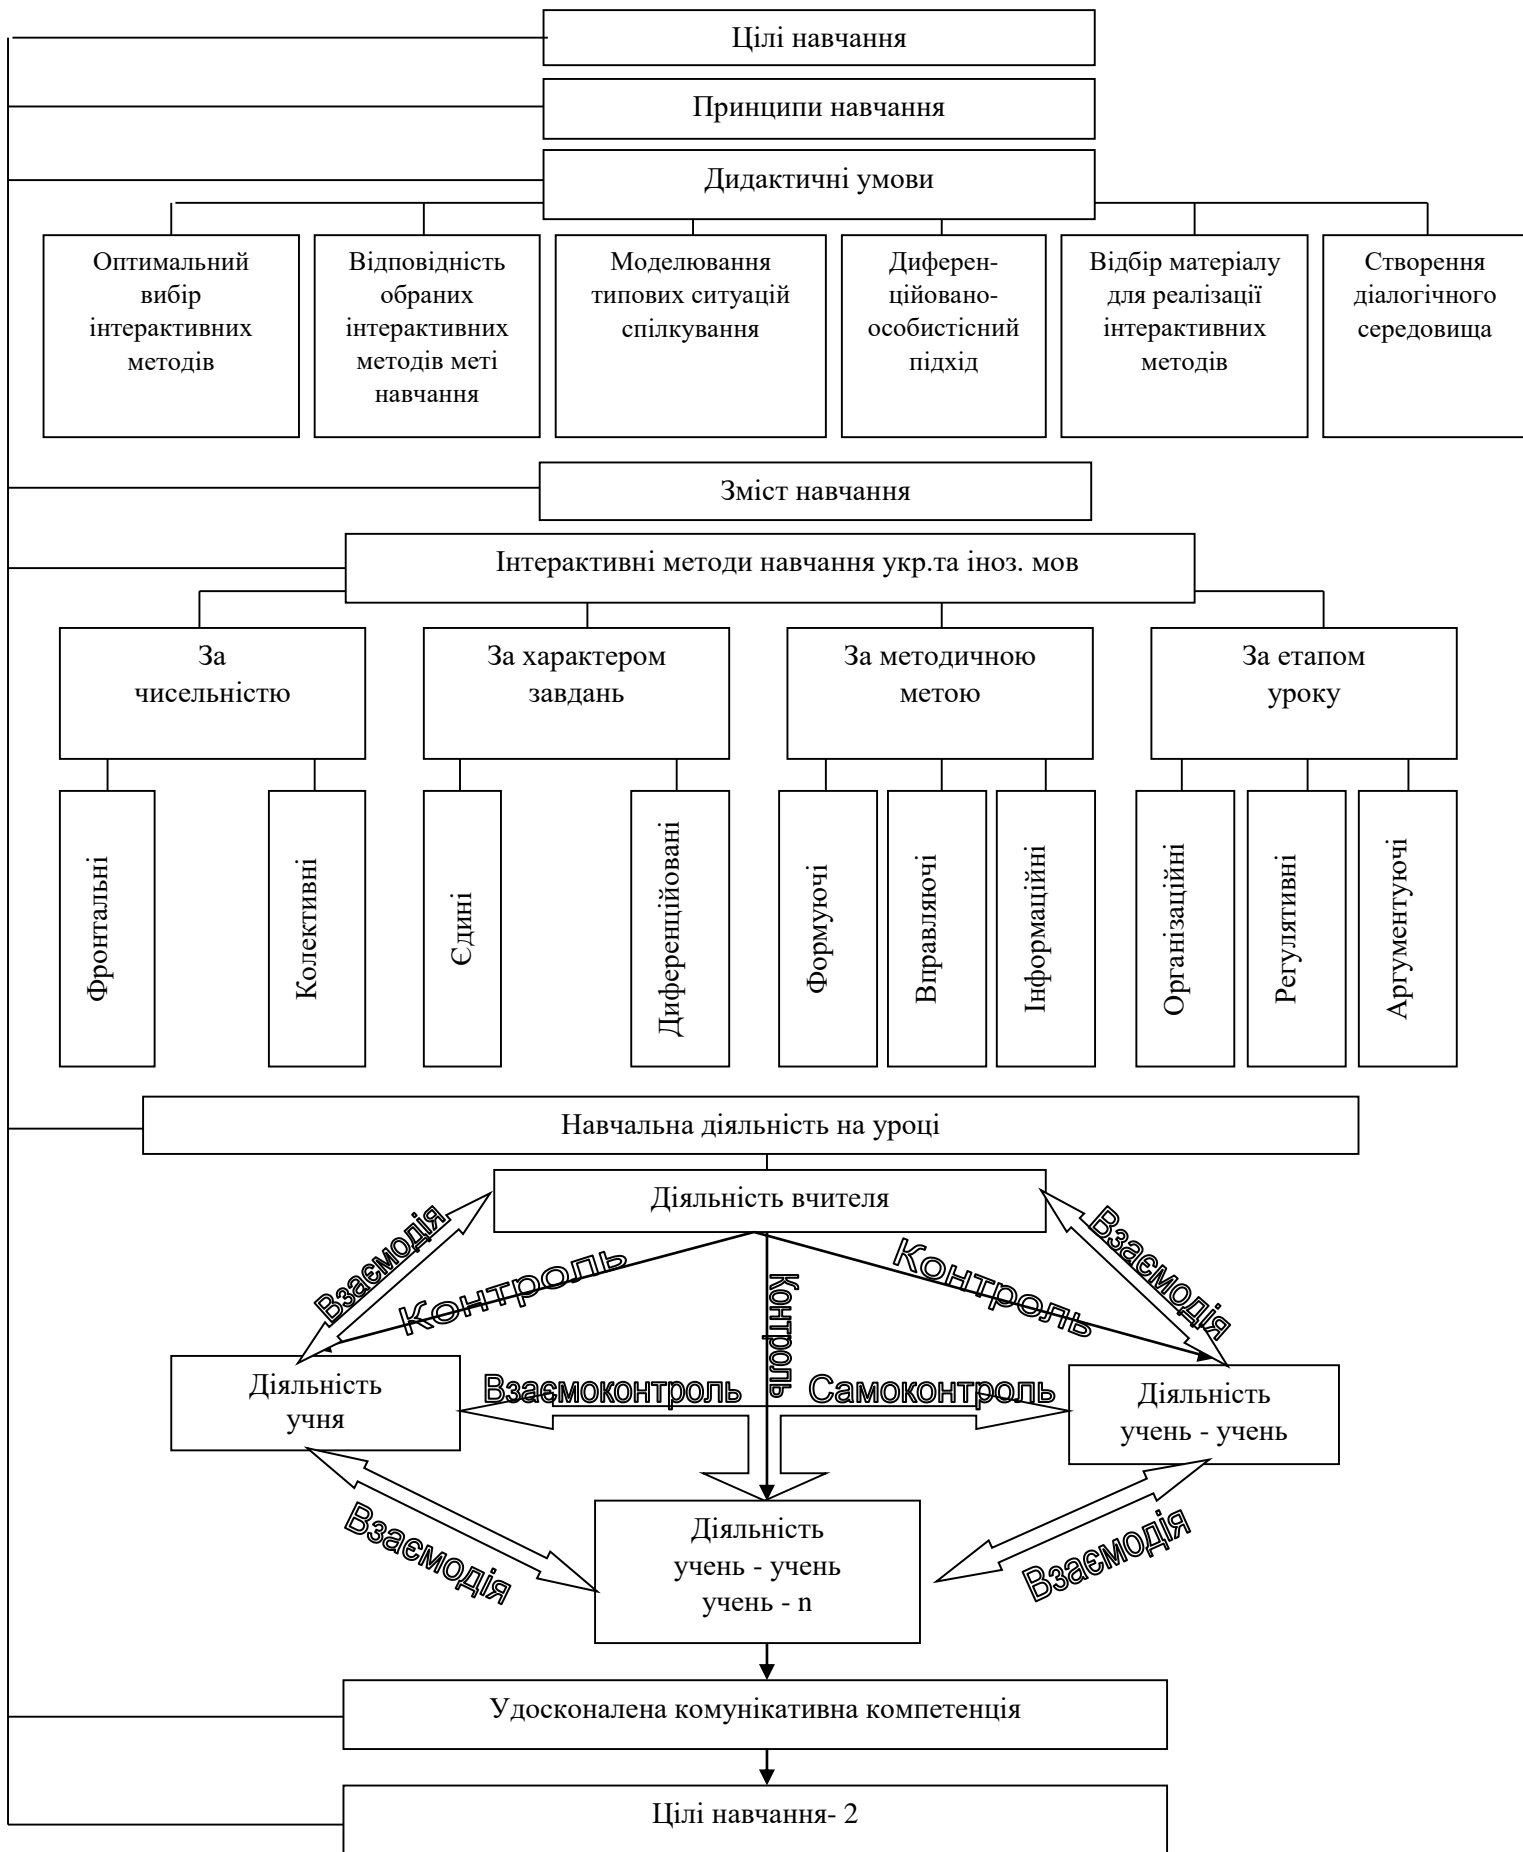 Цілі навчання
Принципи навчання
Дидактичні умови
Оптимальний
вибір
інтерактивних
методів
Відповідність
обраних
інтерактивних
методів меті
навчання
Моделювання
типових ситуацій
спілкування
Диферен-
ційовано-
особистісний
підхід
Відбір матеріалу
для реалізації
інтерактивних
методів
Створення
діалогічного
середовища
Зміст навчання
Інтерактивні методи навчання укр.та іноз. мов
За
чисельністю
За характером
завдань
За методичною
метою
За етапом
уроку
Фронтальні
Колективні
Єдині
Диференційовані
Формуючі
Вправляючі
Інформаційні
Організаційні
Регулятивні
Аргументуючі
Навчальна діяльність на уроці
Діяльність вчителя
Взаємодія
Контроль
Контроль
Контроль
Взаємодія
Діяльність
учня
Взаємоконтроль
Самоконтроль
Діяльність
учень - учень
Взаємодія
Діяльність
учень - учень
учень - n
Взаємодія
Удосконалена комунікативна компетенція
Цілі навчання- 2